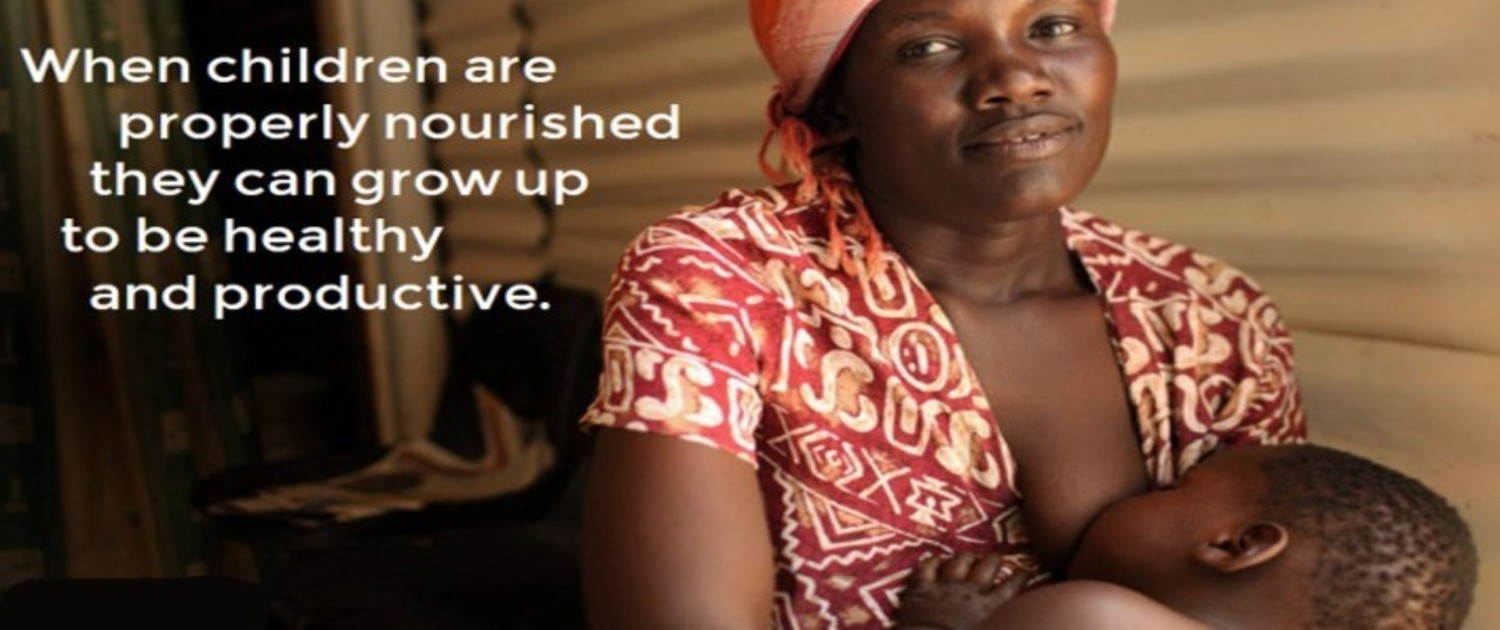 When children are
properly nourished
they can grow up
to be healthy
and productive.